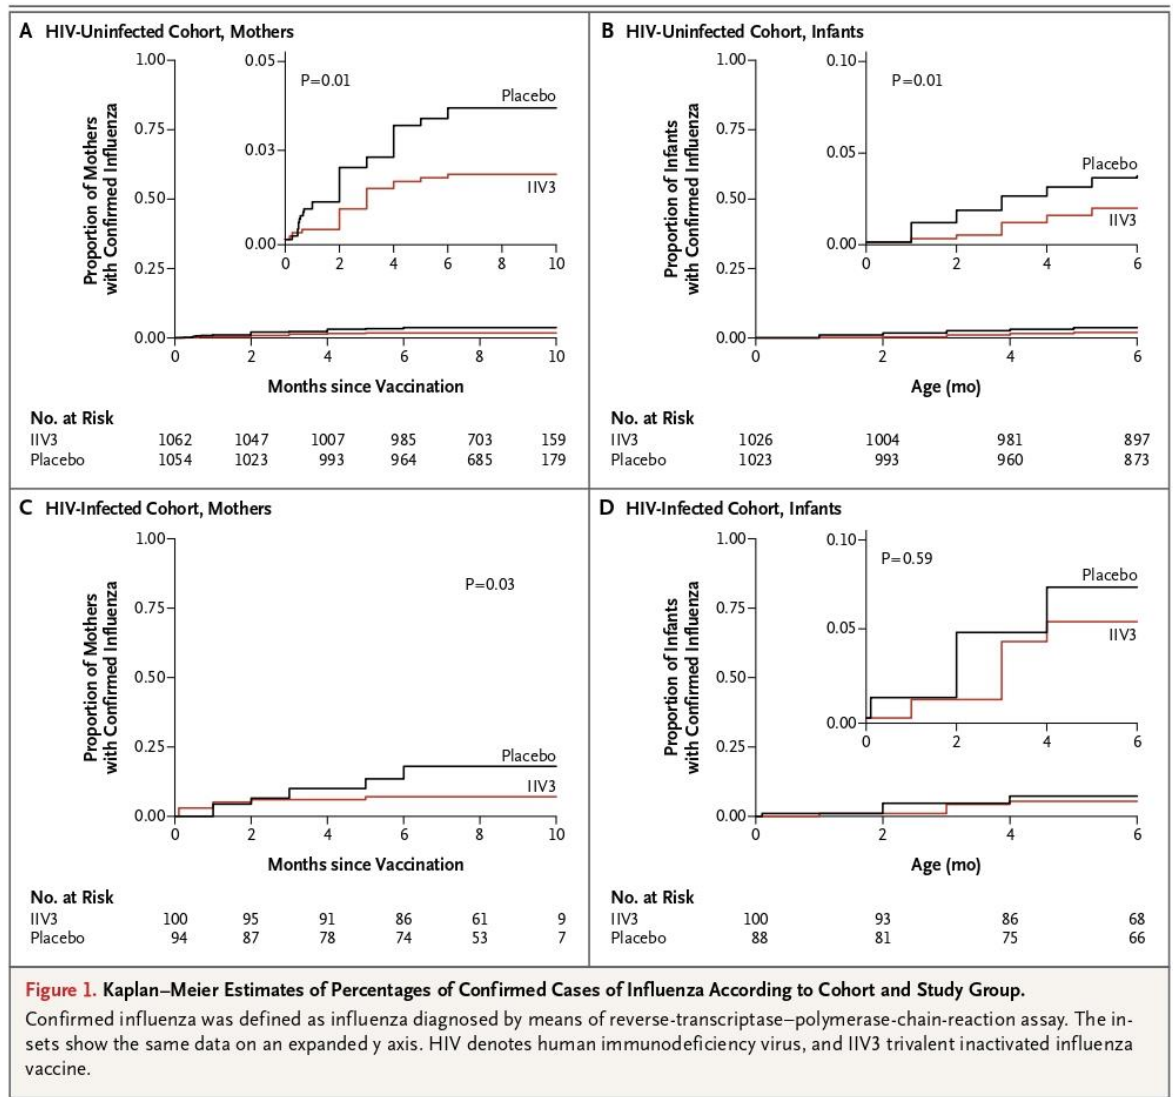 A HIV-Uninfected Cohort, Mothers
Proportion of Mothers
with Confirmed Influenza
1.00
0.75
0.50
0.25
0.00
0 2 4 6 8 10
Months since Vaccination
0.05
0.03
0.00
0 2 4 6 8 10
P=0.01
Placebo
IIV3
No. at Risk
IIV3 1062 1047 1007 985 703 159
Placebo 1054 1023 993 964 685 179
B HIV-Uninfected Cohort, Infants
Proportion of Infants
with Confirmed Influenza
1.00
0.75
0.50
0.25
0.00
0 2 4 6
Age (mo)
0.10
0.05
0.00
0 2 4 6
P=0.01
Placebo
IIV3
No. at Risk
IIV3 1026 1004 981 897
Placebo 1023 993 960 873
C HIV-Infected Cohort, Mothers
Proportion of Mothers
with Confirmed Influenza
1.00
0.75
0.50
0.25
0.00
0 2 4 6 8 10
Months since Vaccination
P=0.03
Placebo
IIV3
No. at Risk
IIV3 100 95 91 86 61 9
Placebo 94 87 78 74 53 7
D HIV-Infected Cohort, Infants
Proportion of Infants
with Confirmed Influenza
1.00
0.75
0.50
0.25
0.00
0 2 4 6
Age (mo)
0.10
0.05
0.00
0 2 4 6
P=0.59
Placebo
IIV3
No. at Risk
IIV3 100 93 86 68
Placebo 88 81 75 66
Figure 1. Kaplan–Meier Estimates of Percentages of Confirmed Cases of Influenza According to Cohort and Study Group.
Confirmed influenza was defined as influenza diagnosed by means of reverse-transcriptase–polymerase-chain-reaction assay. The in-
sets show the same data on an expanded y axis. HIV denotes human immunodeficiency virus, and IIV3 trivalent inactivated influenza
vaccine.